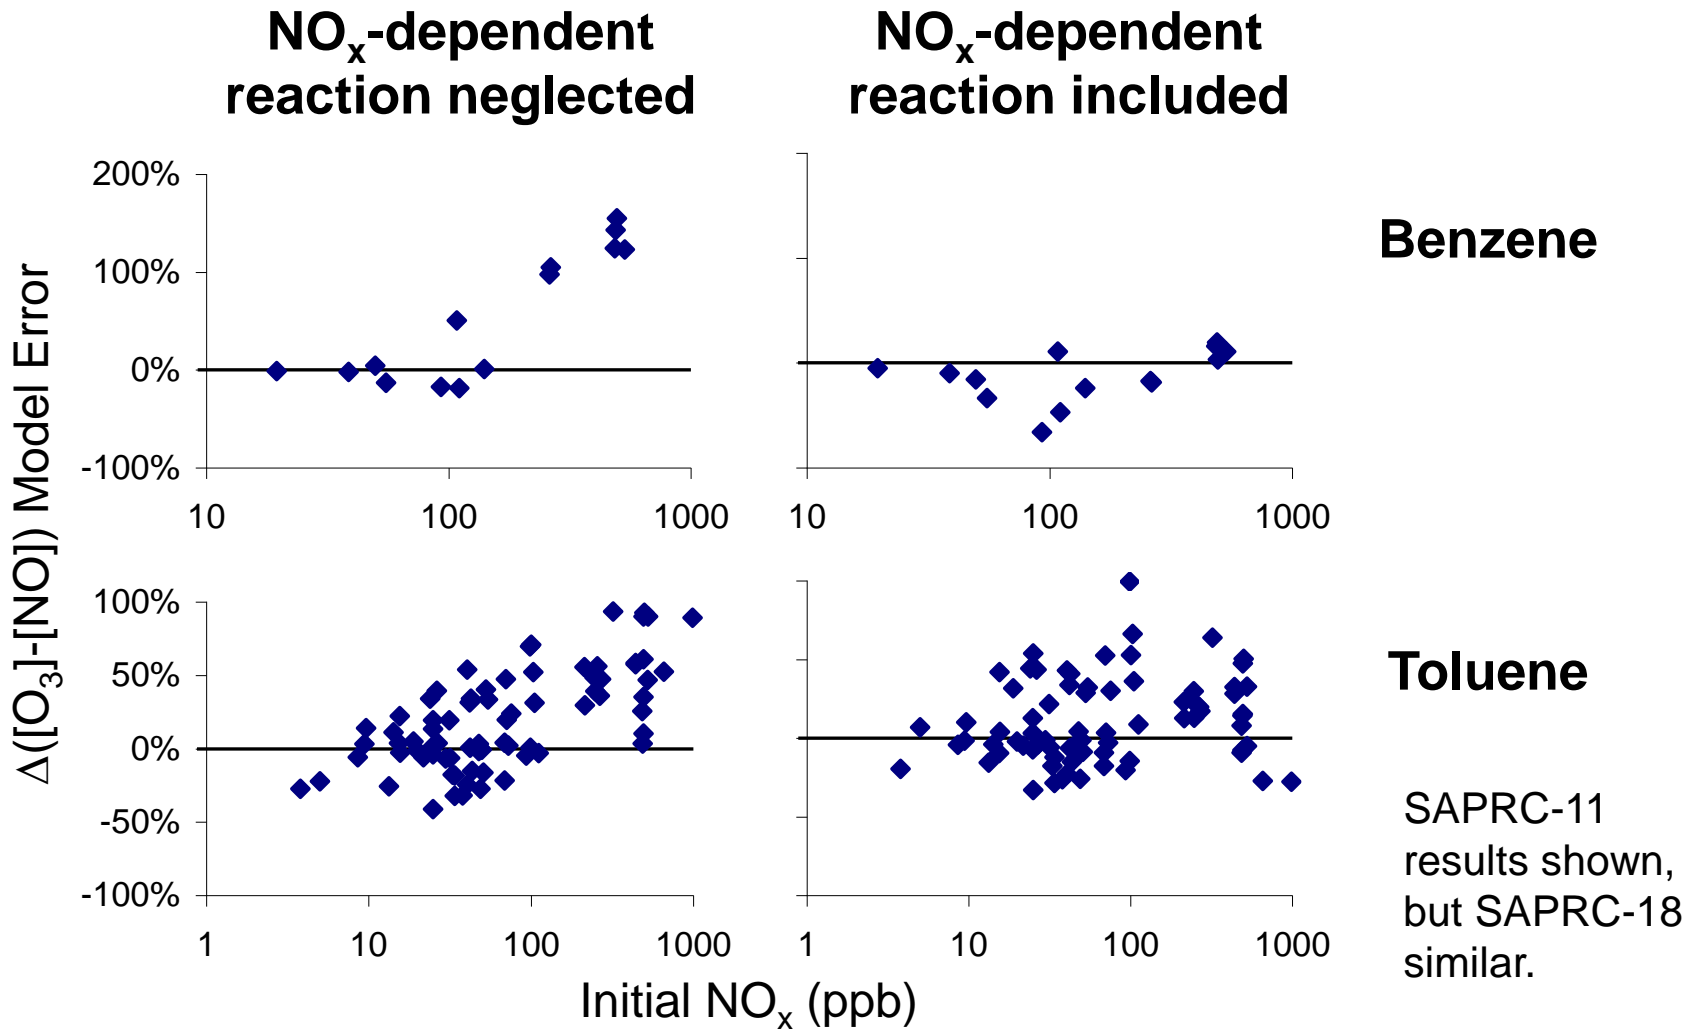 NOx-dependent
reaction neglected
NOx-dependent
reaction included
200%
100%
0%
-100%
10
100
1000
10
100
1000
Benzene
100%
50%
0%
-50%
-100%
1
10
100
1000
1
10
100
1000
Toluene
SAPRC-11
results shown,
but SAPRC-18
similar.
Δ([O3]-[NO]) Model Error
Initial NOx (ppb)